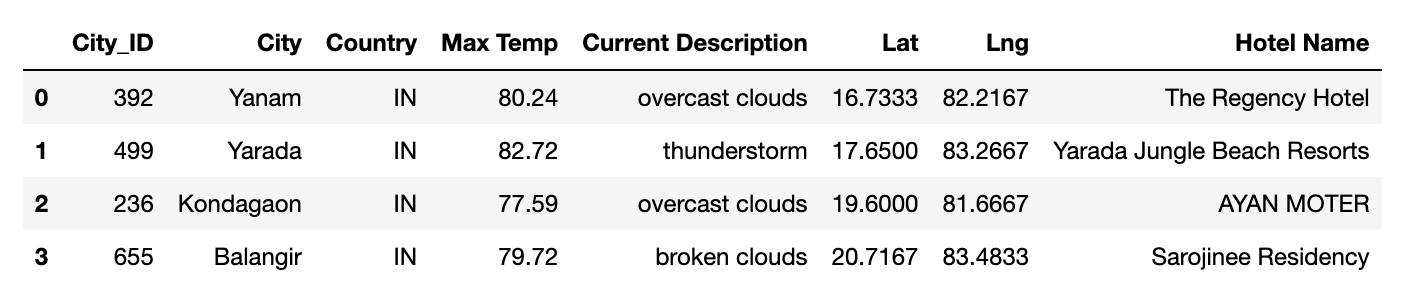 City_ID City Country Max Temp Current Description Lat Lng Hotel Name
0 392 Yanam IN 80.24 overcast clouds 16.7333 82.2167 The Regency Hotel
1 499 Yarada IN 82.72 thunderstorm 17.6500 83.2667 Yarada Jungle Beach Resorts
2 236 Kondagaon IN 77.59 overcast clouds 19.6000 81.6667 AYAN MOTER
3 655 Balangir IN 79.72 broken clouds 20.7167 83.4833 Sarojinee Residency